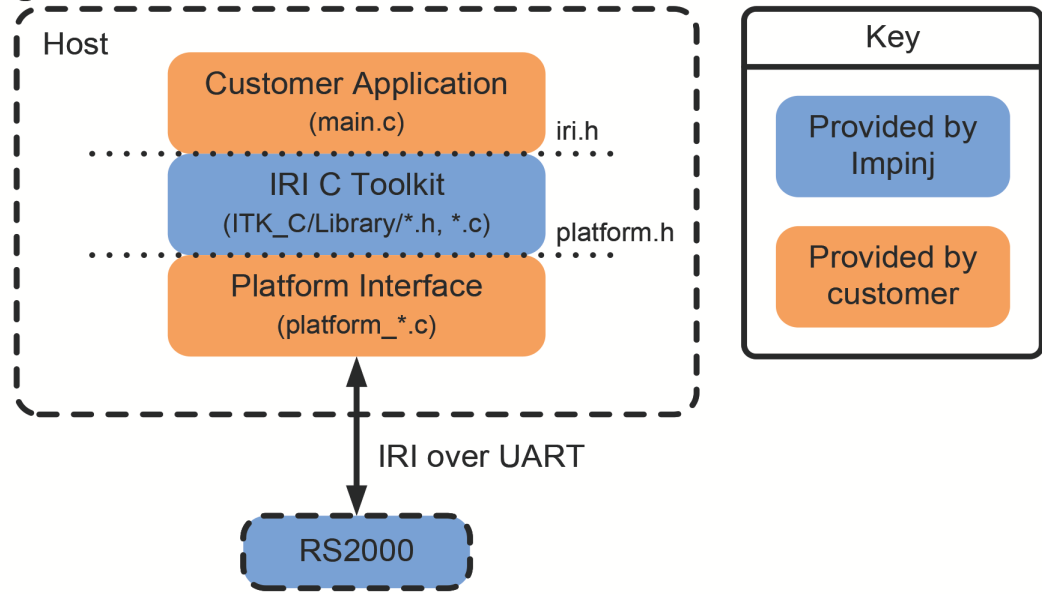 Host
Customer Application
(main.c)
iri.h
IRI C Toolkit
(ITK_C/Library/*.h, *.c)
platform.h
Platform Interface
(platform_*.c)
IRI over UART
RS2000
Key
Provided by
Impinj
Provided by
customer